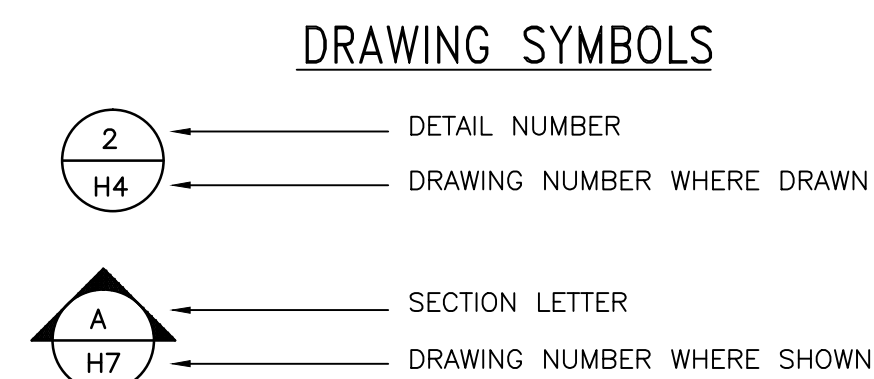 DRAWING SYMBOLS
2
DETAIL NUMBER
H4
DRAWING NUMBER WHERE DRAWN
A
SECTION LETTER
H7
DRAWING NUMBER WHERE SHOWN